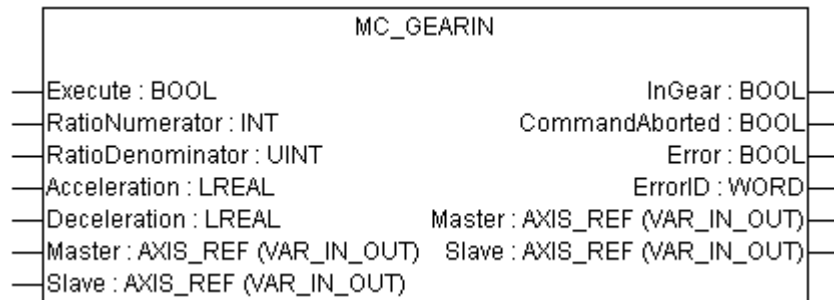 MC_GEARIN
Execute : BOOL InGear : BOOL
RatioNumerator : INT CommandAborted : BOOL
RatioDenominator : UINT Error : BOOL
Acceleration : LREAL ErrorID : WORD
Deceleration : LREAL Master : AXIS_REF (VAR_IN_OUT)
Master : AXIS_REF (VAR_IN_OUT) Slave : AXIS_REF (VAR_IN_OUT)
Slave : AXIS_REF (VAR_IN_OUT)